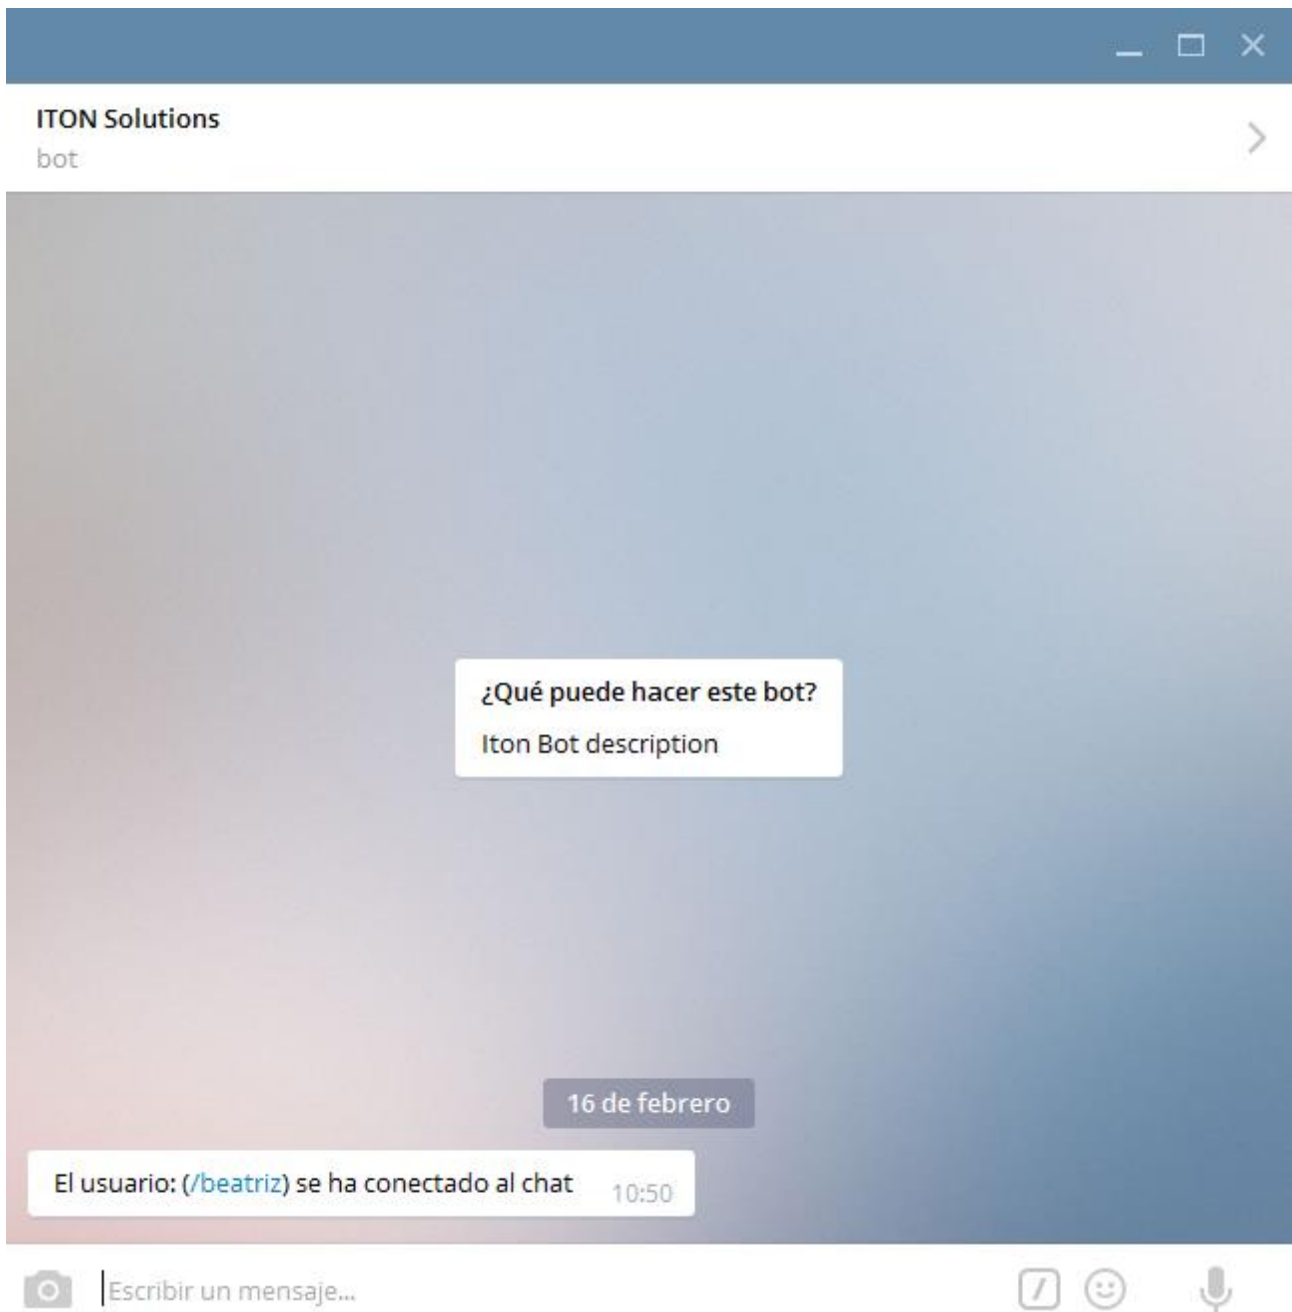 ITON Solutions
bot
¿Qué puede hacer este bot?
Iton Bot description
16 de febrero
El usuario: (/beatriz) se ha conectado al chat 10:50
Escribir un mensaje...